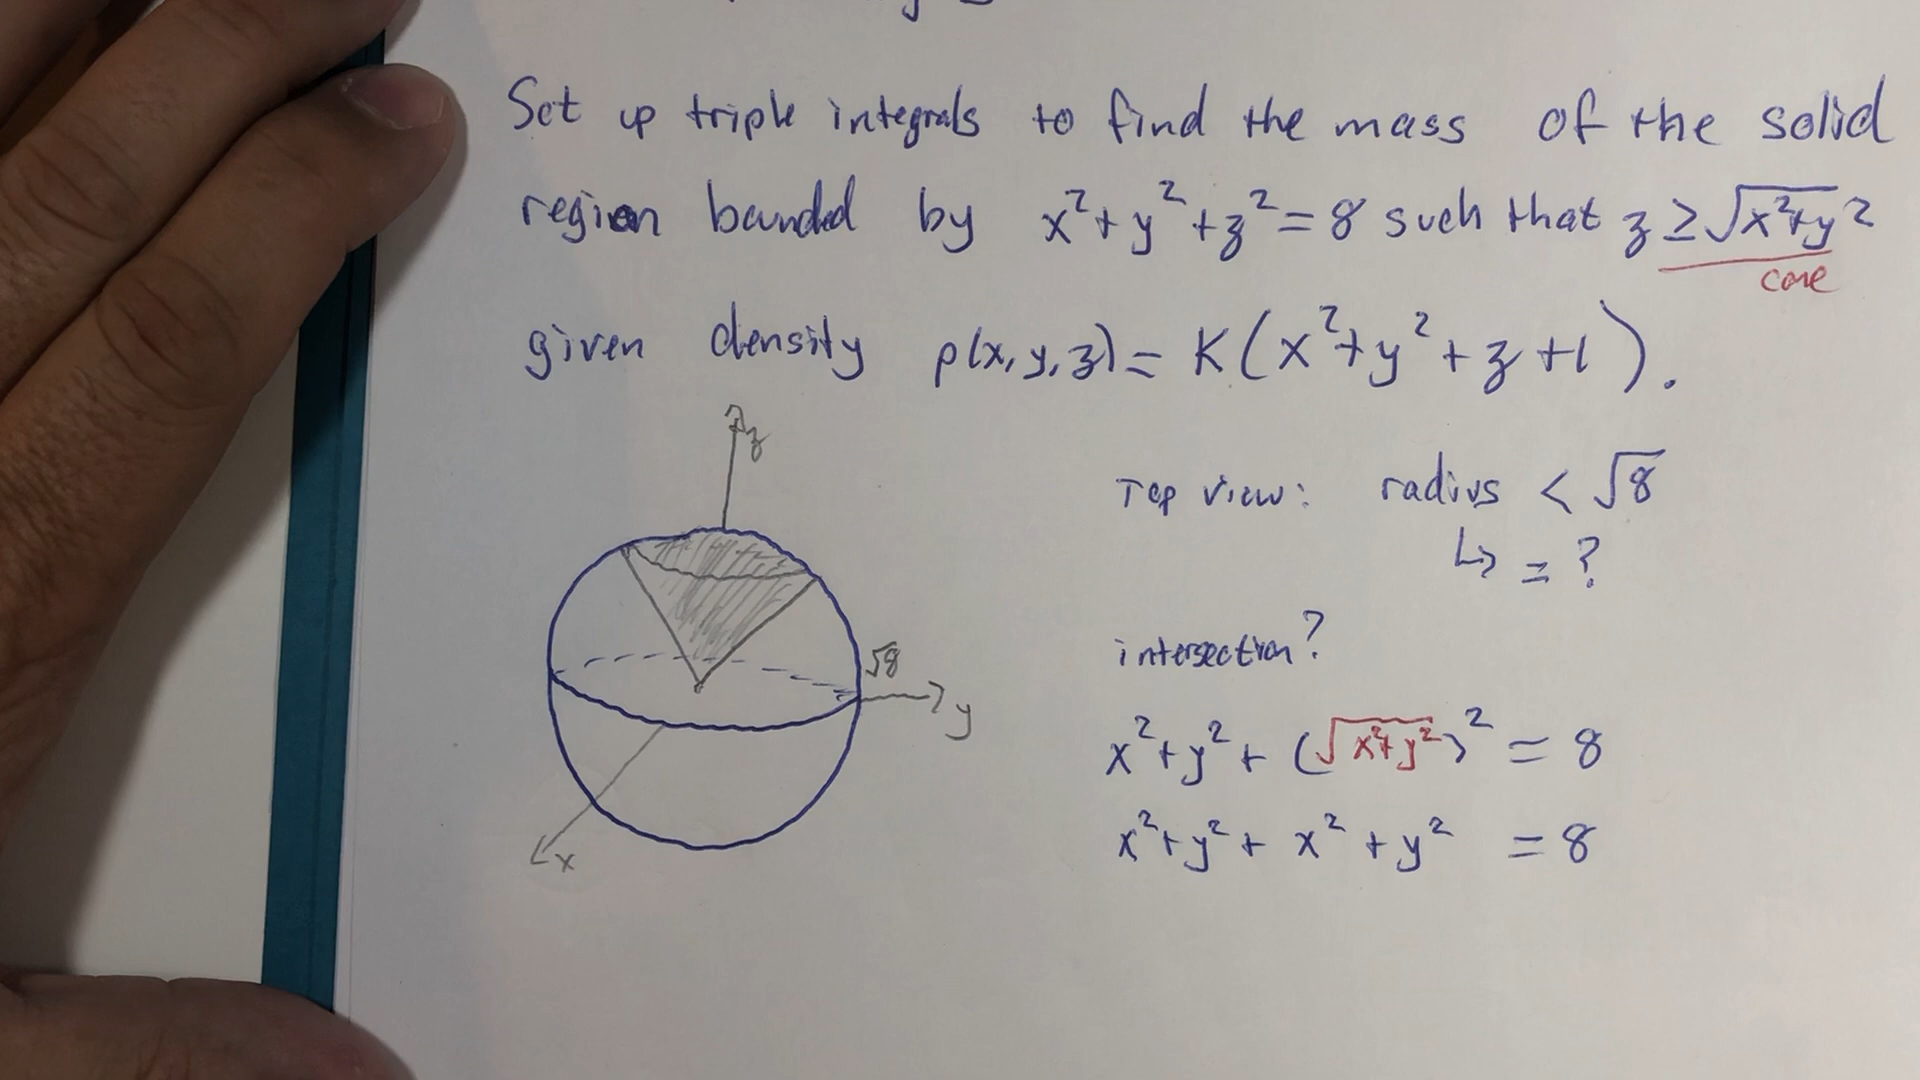 Set up triple integrals to find the mass of the solid
region bounded by x²+y²+z²=8 such that z≥√x²+y²
cone
given density ρ(x,y,z)=K(x²+y²+z+1).
z
Top view: radius < √8
↳ = ?
intersection?
√8
y
x²+y²+(√x²+y²)² = 8
x²+y²+x²+y² = 8
x